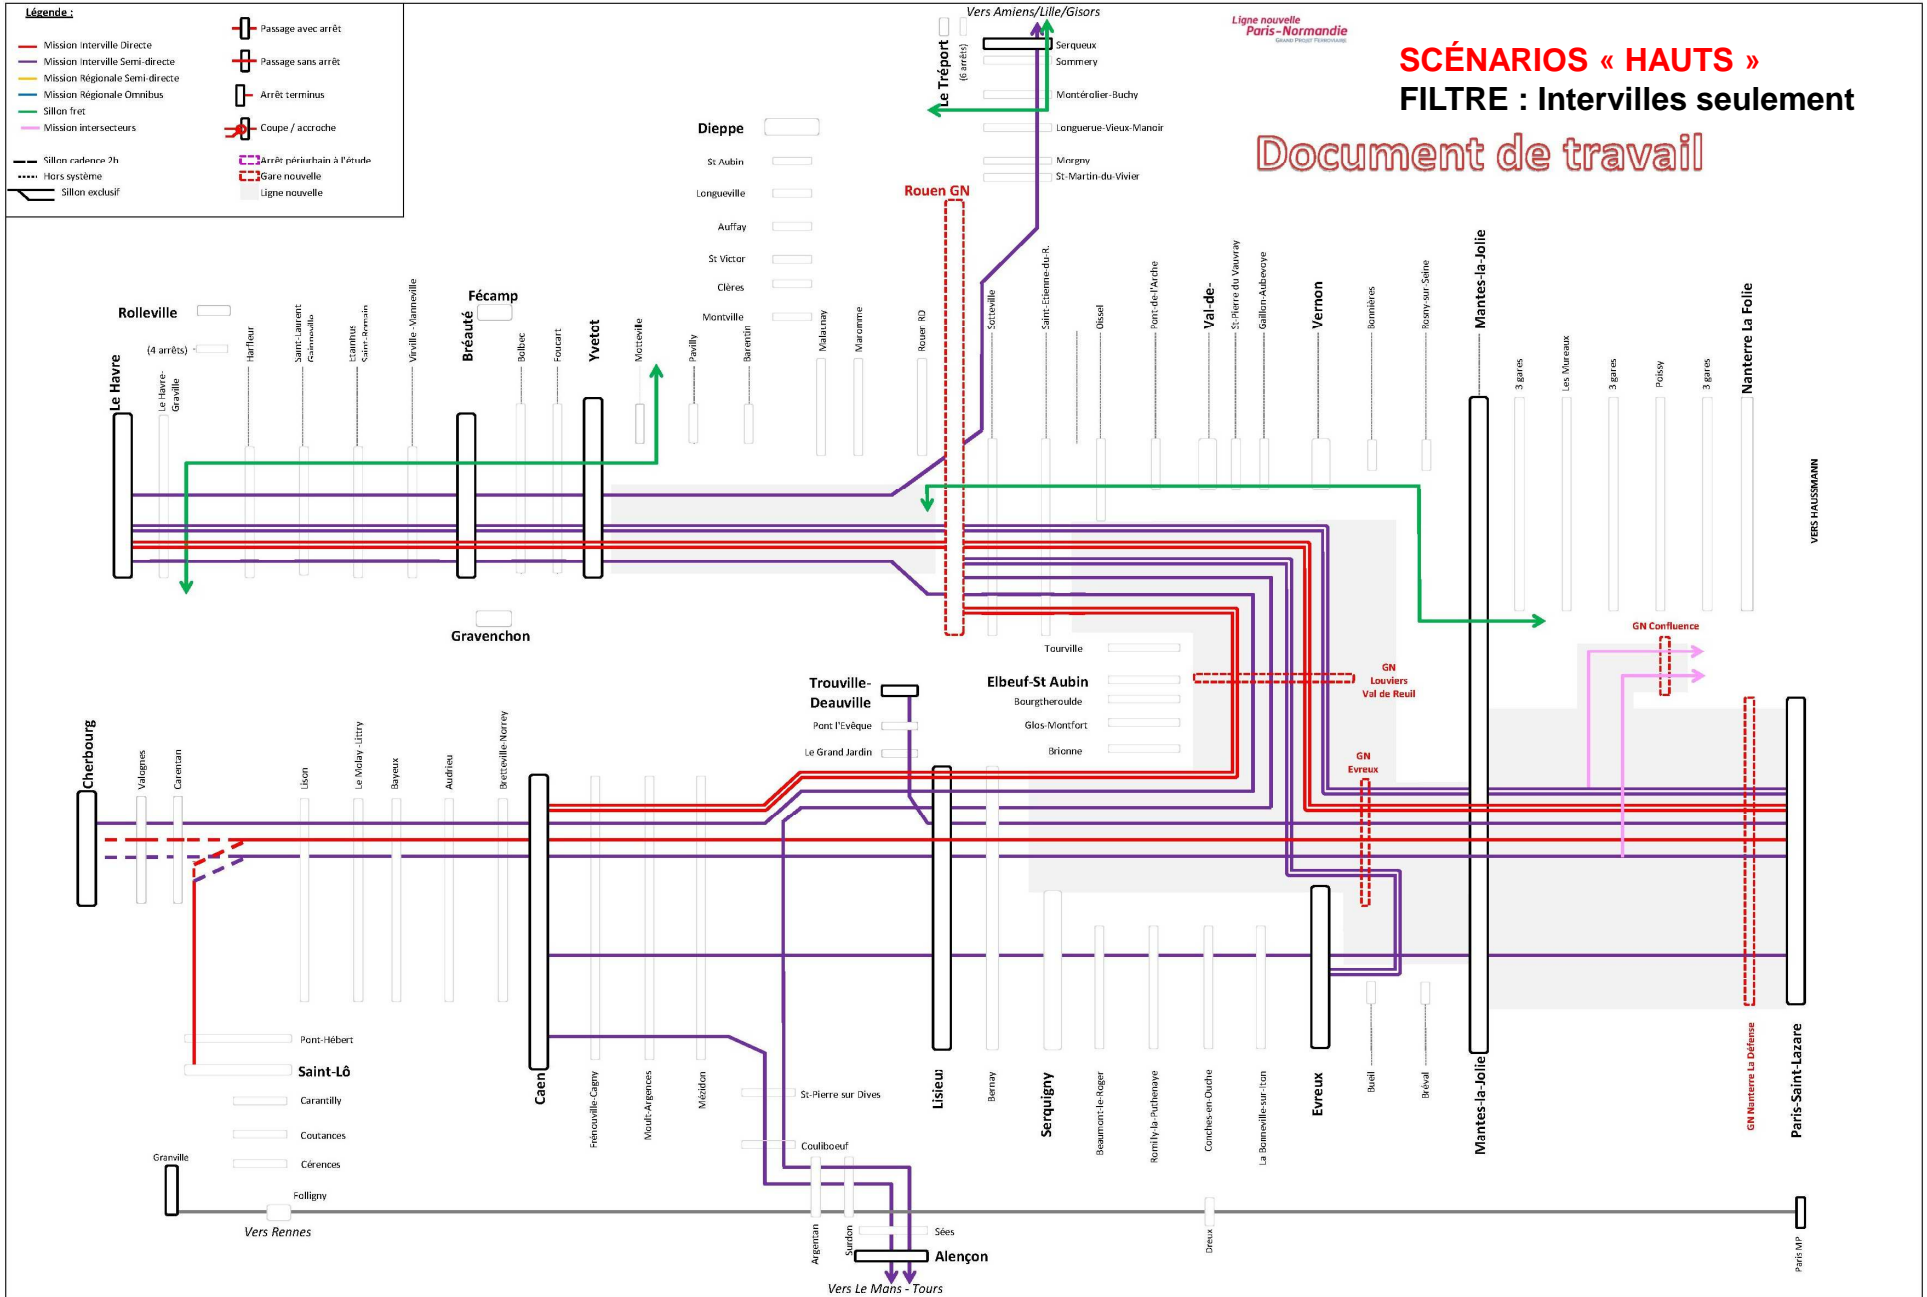 Légende :
Mission Interville Directe
Mission Interville Semi-directe
Mission Régionale Semi-directe
Mission Régionale Omnibus
Sillon fret
Mission intersecteurs
Sillon cadence 2h
Hors système
Sillon exclusif
Passage avec arrêt
Passage sans arrêt
Arrêt terminus
Coupe / accroche
Arrêt périurbain à l'étude
Gare nouvelle
Ligne nouvelle
Vers Amiens/Lille/Gisors
Ligne nouvelle
Paris-Normandie
GRAND PROJET FERROVIAIRE
SCÉNARIOS « HAUTS »
FILTRE : Intervilles seulement
Document de travail
Le Tréport
(6 arrêts)
Serqueux
Sommery
Montérolier-Buchy
Longuerue-Vieux-Manoir
Morgny
St-Martin-du-Vivier
Dieppe
St Aubin
Longueville
Auffay
St Victor
Clères
Montville
Rouen GN
Rolleville
(4 arrêts)
Fécamp
Le Havre
Le Havre-
Graville
Harfleur
Saint-Laurent
Gainneville
Etainhus
Saint-Romain
Virville-Manneville
Bréauté
Bolbec
Foucart
Yvetot
Motteville
Pavilly
Barentin
Malaunay
Maromme
Rouen RD
Sotteville
Saint-Etienne-du-R.
Oissel
Pont-de-l'Arche
Val-de-
St-Pierre du Vauvray
Gaillon-Aubevoye
Vernon
Bonnières
Rosny-sur-Seine
Mantes-la-Jolie
3 gares
Les Mureaux
3 gares
Poissy
3 gares
Nanterre La Folie
VERS HAUSSMANN
Gravenchon
GN Confluence
Tourville
Elbeuf-St Aubin
Bourgtheroulde
Glos-Montfort
Brionne
GN
Louviers
Val de Reuil
Trouville-
Deauville
Pont l'Evêque
Le Grand Jardin
GN
Evreux
Cherbourg
Valognes
Carentan
Lison
Le Molay -Littry
Bayeux
Audrieu
Bretteville-Norrey
Pont-Hébert
Saint-Lô
Carantilly
Coutances
Cérences
Folligny
Granville
Vers Rennes
Caen
Frénouville-Cagny
Moult-Argences
Mézidon
St-Pierre sur Dives
Couliboeuf
Argentan
Surdon
Sées
Alençon
Vers Le Mans - Tours
Lisieux
Bernay
Serquigny
Beaumont-le-Roger
Romilly-la-Puthenaye
Conches-en-Ouche
La Bonneville-sur-Iton
Evreux
Bueil
Bréval
Mantes-la-Jolie
GN Nanterre La Défense
Paris-Saint-Lazare
Dreux
Paris MP